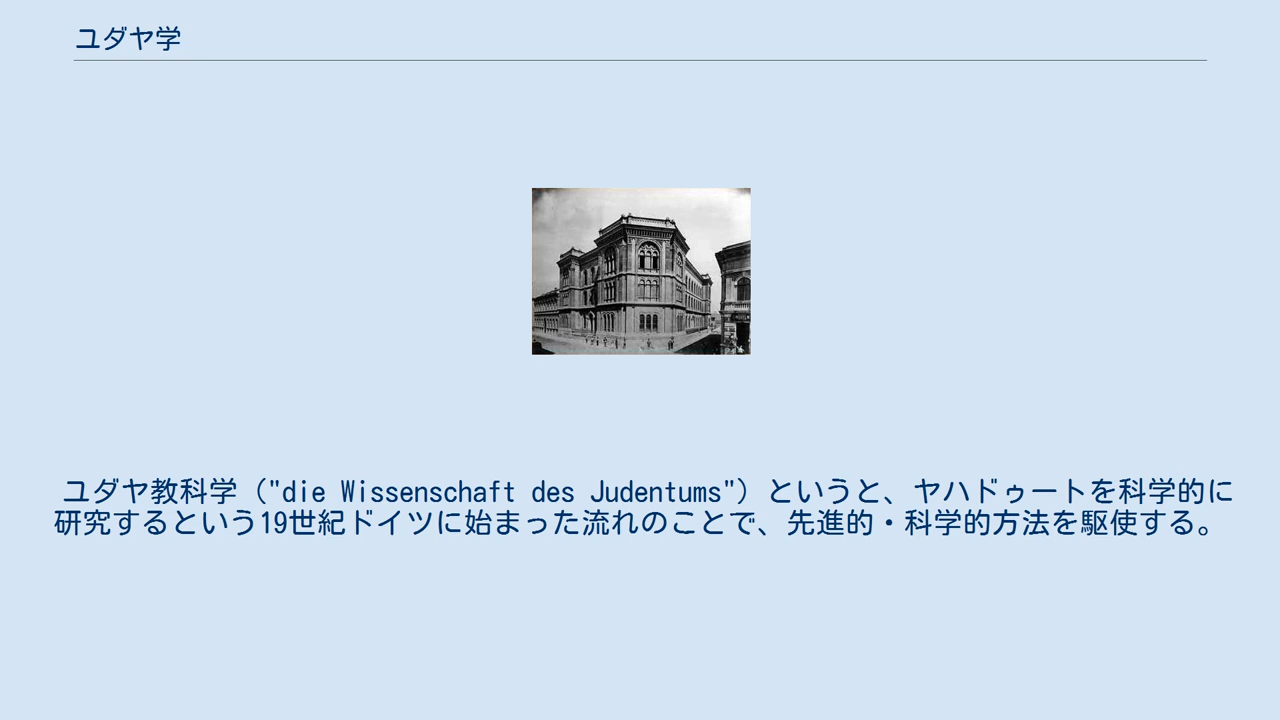 ユダヤ学
ユダヤ教科学（"die Wissenschaft des Judentums"）というと、ヤハドゥートを科学的に
研究するという19世紀ドイツに始まった流れのことで、先進的・科学的方法を駆使する。